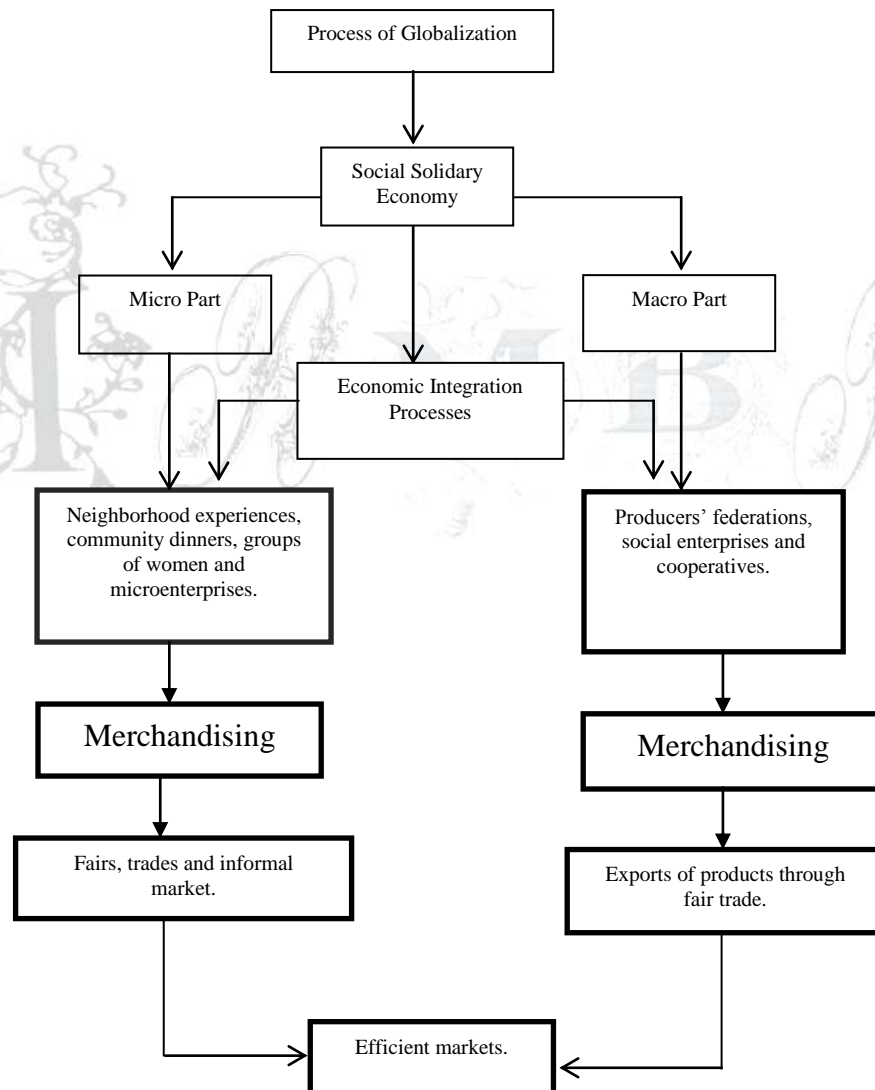 Process of Globalization
Social Solidary
Economy
Micro Part
Macro Part
Economic Integration
Processes
Neighborhood experiences,
community dinners, groups
of women and
microenterprises.
Producers’ federations,
social enterprises and
cooperatives.
Merchandising
Merchandising
Fairs, trades and informal
market.
Exports of products through
fair trade.
Efficient markets.